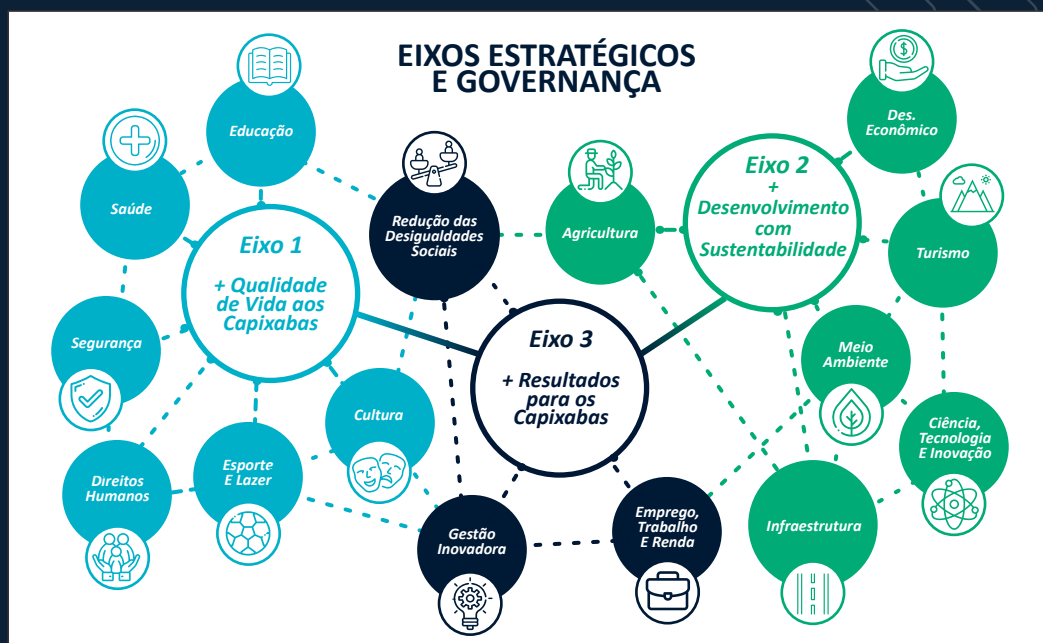 EIXOS ESTRATÉGICOS
E GOVERNANÇA
Educação
Saúde
Segurança
Direitos
Humanos
Esporte
E Lazer
Cultura
Eixo 1
+ Qualidade
de Vida aos
Capixabas
Redução das
Desigualdades
Sociais
Eixo 3
+ Resultados
para os
Capixabas
Gestão
Inovadora
Emprego,
Trabalho
E Renda
Agricultura
Eixo 2
+
Desenvolvimento
com
Sustentabilidade
Des.
Econômico
$
Turismo
Meio
Ambiente
Ciência,
Tecnologia
E Inovação
Infraestrutura